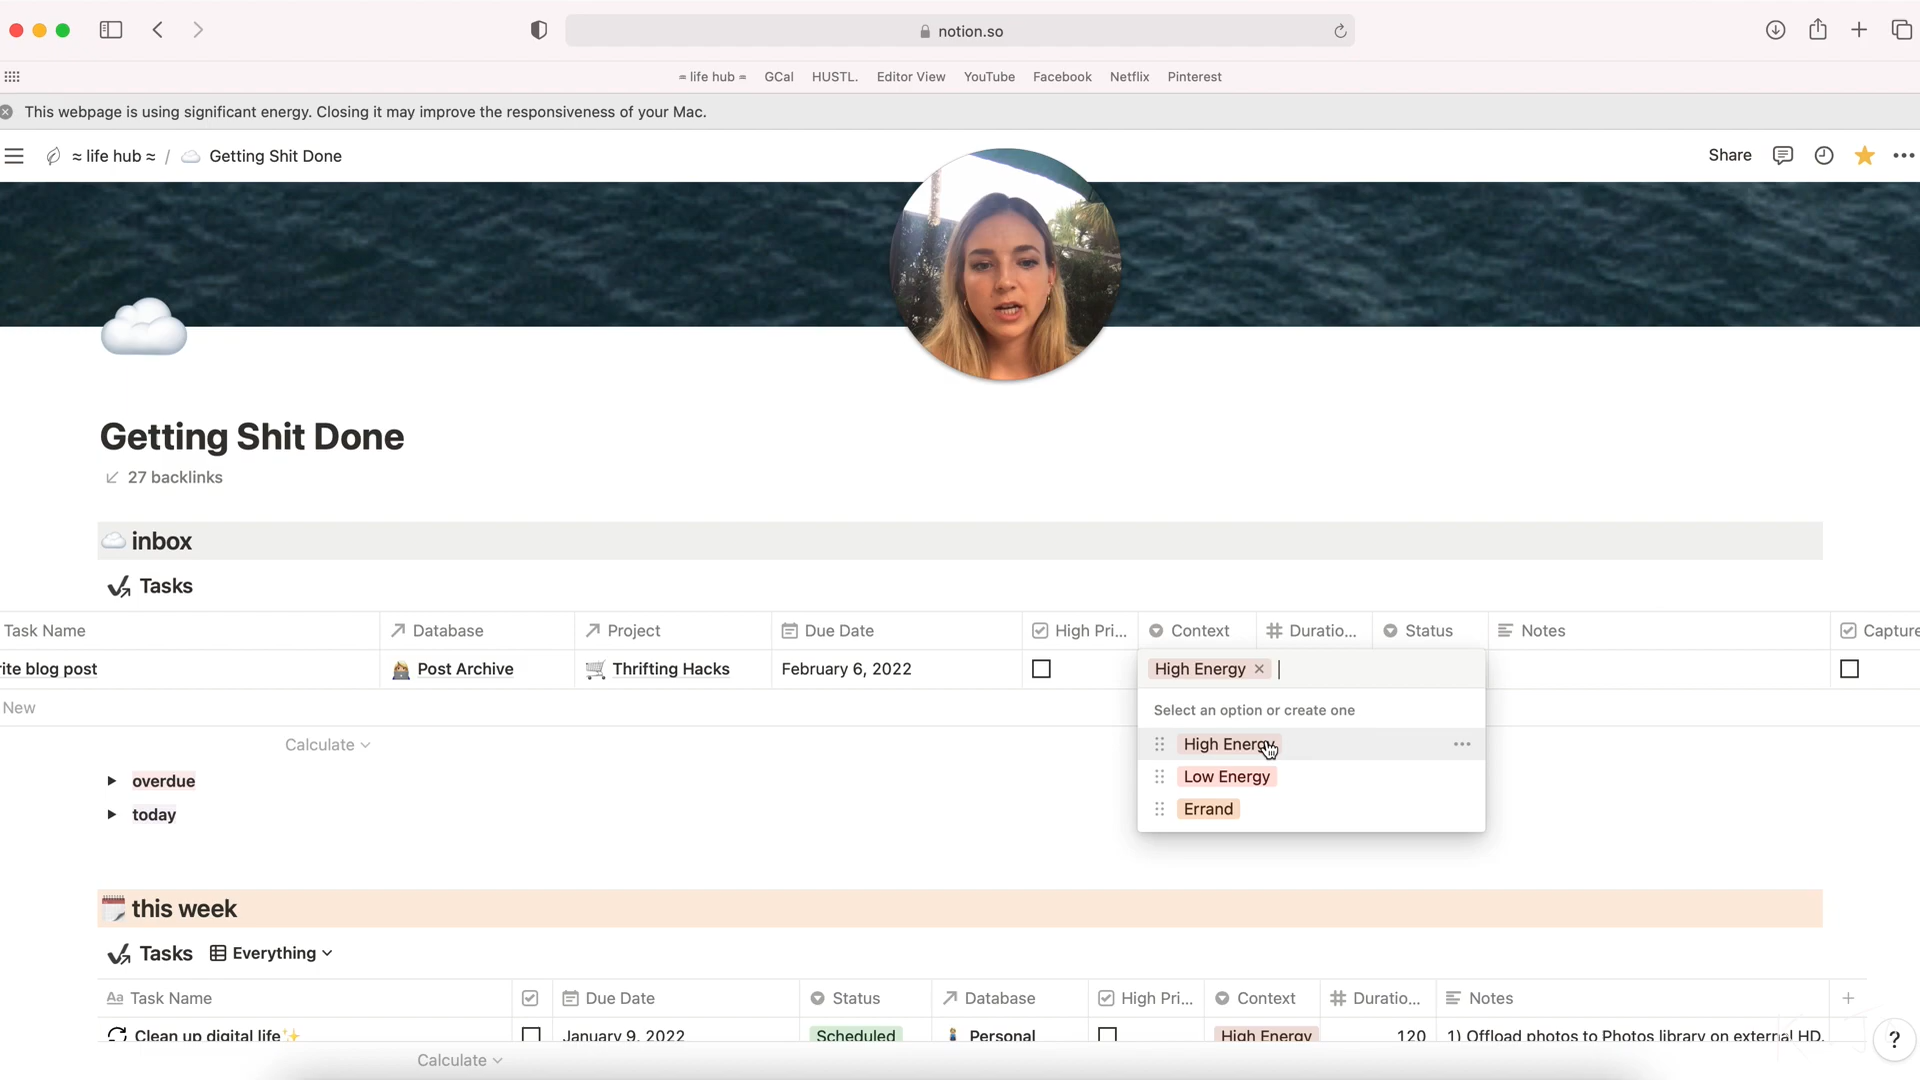 notion.so
≈ life hub ≈ GCal HUSTL. Editor View YouTube Facebook Netflix Pinterest
This webpage is using significant energy. Closing it may improve the responsiveness of your Mac.
≈ life hub ≈ / Getting Shit Done
Share
Getting Shit Done
27 backlinks
inbox
Tasks
Task Name Database Project Due Date High Pri... Context Duratio... Status Notes Capture
rite blog post Post Archive Thrifting Hacks February 6, 2022 High Energy
New
Select an option or create one
High Energy
Calculate
Low Energy
overdue
Errand
today
this week
Tasks Everything
Aa Task Name Due Date Status Database High Pri... Context Duratio... Notes
Clean up digital life January 9, 2022 Scheduled Personal High Energy 120 1) Offload photos to Photos library on external HD.
Calculate
?